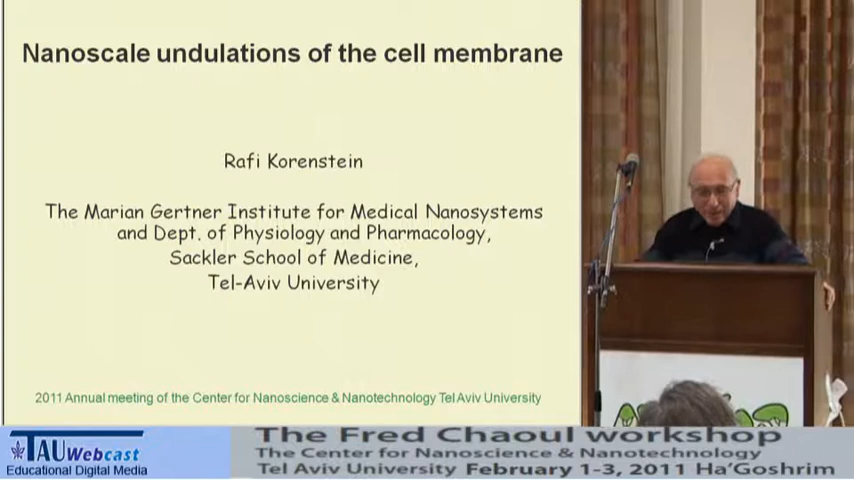 Nanoscale undulations of the cell membrane
Rafi Korenstein
The Marian Gertner Institute for Medical Nanosystems
and Dept. of Physiology and Pharmacology,
Sackler School of Medicine,
Tel-Aviv University
2011 Annual meeting of the Center for Nanoscience & Nanotechnology Tel Aviv University
TAU Webcast
Educational Digital Media
The Fred Chaoul workshop
The Center for Nanoscience & Nanotechnology
Tel Aviv University February 1-3, 2011 Ha'Goshrim